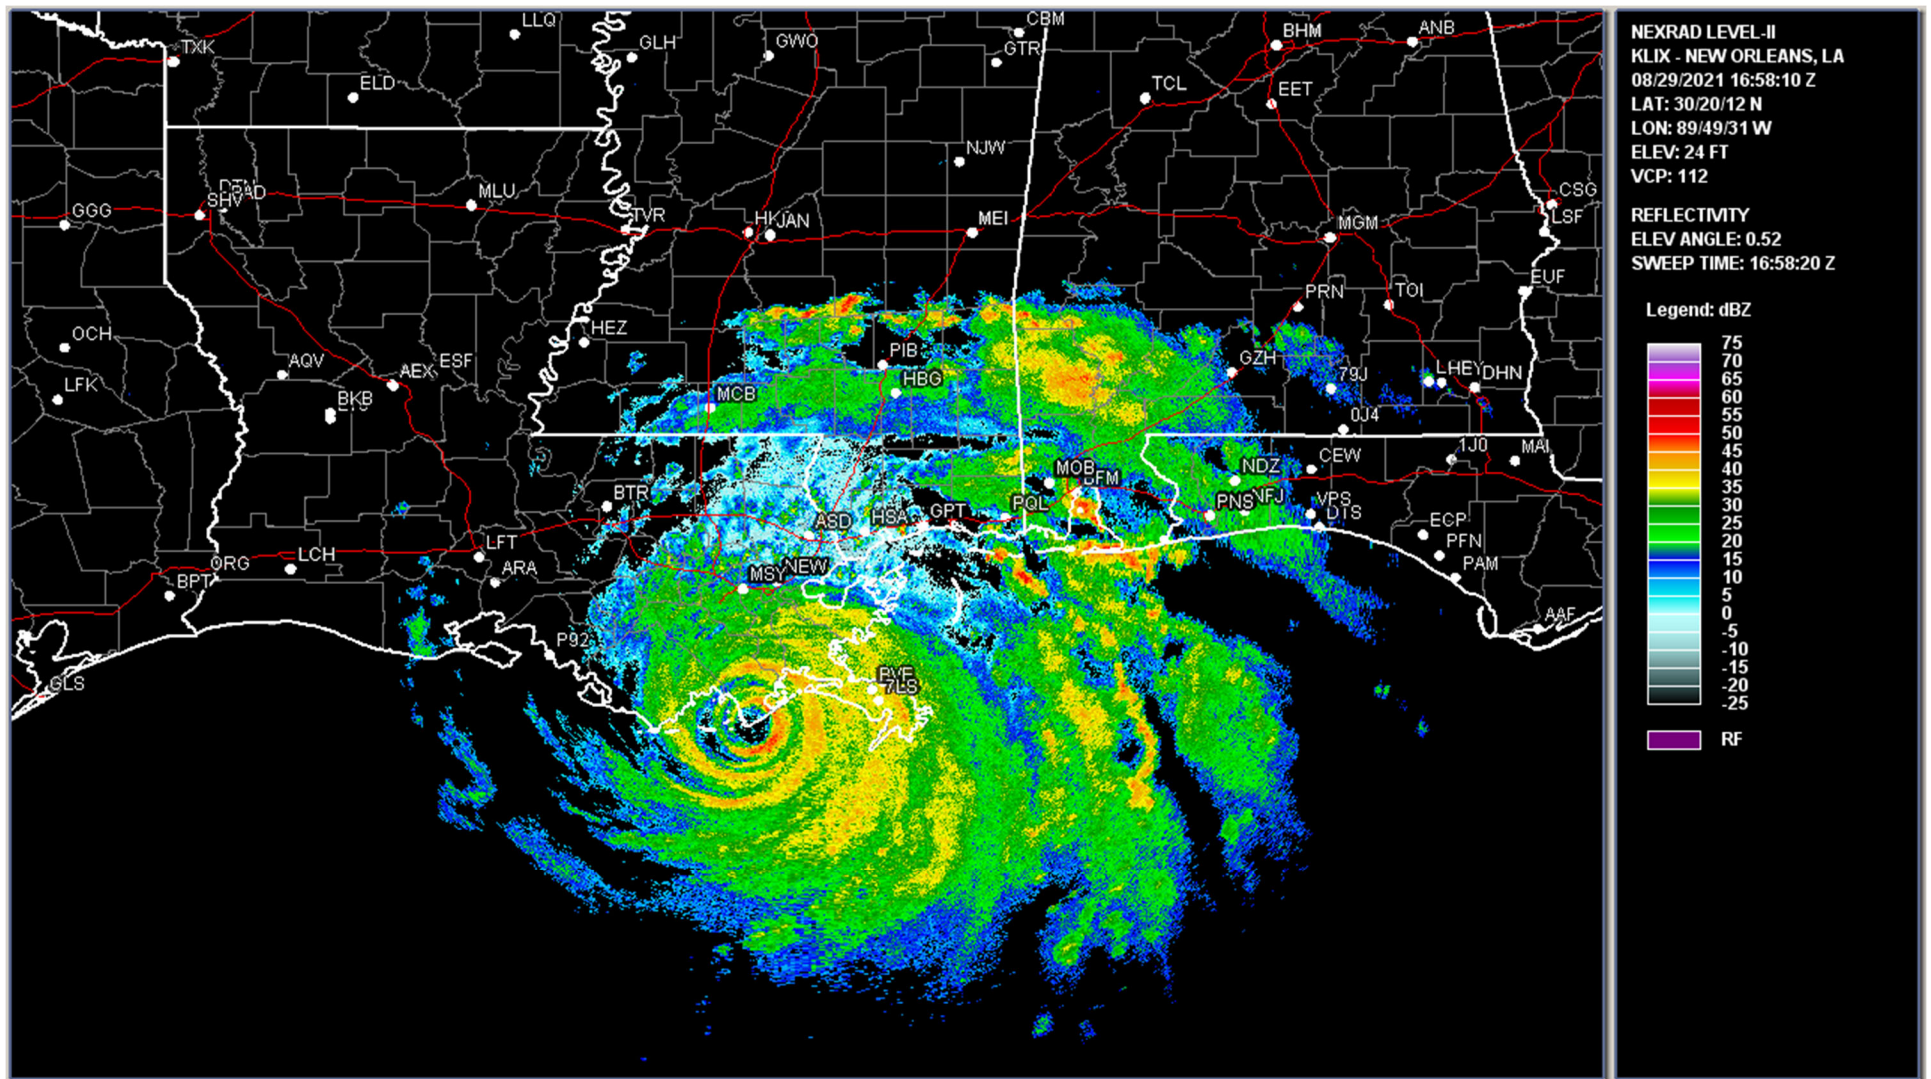 LLQ
CBM
BHM
ANB
TXK
GLH
GWO
GTR
ELD
TCL
EET
NJW
DTN
BAD
SHV
MLU
CSG
GGG
TVR
HKJAN
MEI
MGM
LSF
EUF
PRN
TOI
OCH
HEZ
AQV
AEX
ESF
PIB
GZH
LFK
BKB
MCB
HBG
79J
LHEY
DHN
0J4
1J0
MAI
BTR
MOB
BFM
NDZ
CEW
ASD
HSA
GPT
PQL
PNS
NFJ
VPS
DTS
ECP
PFN
PAM
LFT
LCH
ORG
BPT
ARA
MSY
NEW
AAF
P92
GLS
BVE
7LS
NEXRAD LEVEL-II
KLIX - NEW ORLEANS, LA
08/29/2021 16:58:10 Z
LAT: 30/20/12 N
LON: 89/49/31 W
ELEV: 24 FT
VCP: 112
REFLECTIVITY
ELEV ANGLE: 0.52
SWEEP TIME: 16:58:20 Z
Legend: dBZ
75
70
65
60
55
50
45
40
35
30
25
20
15
10
5
0
-5
-10
-15
-20
-25
RF